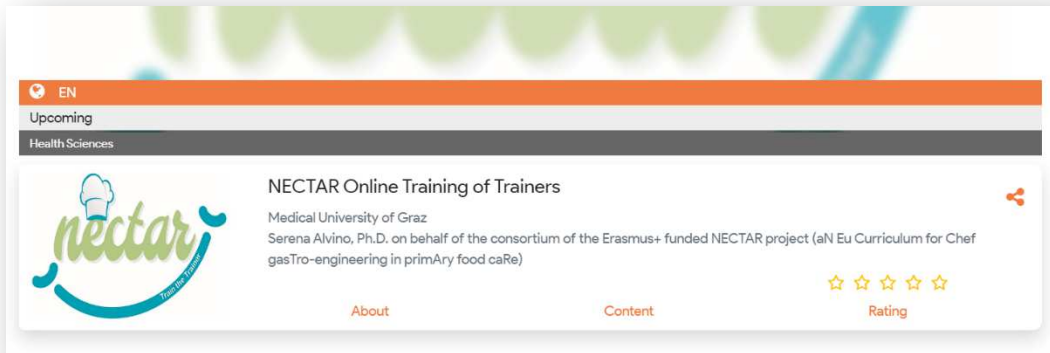 EN
Upcoming
Health Sciences
nectar
Train the Trainer
NECTAR Online Training of Trainers
Medical University of Graz
Serena Alvino, Ph.D. on behalf of the consortium of the Erasmus+ funded NECTAR project (aN Eu Curriculum for Chef
gasTro-engineering in primAry food caRe)
About Content Rating